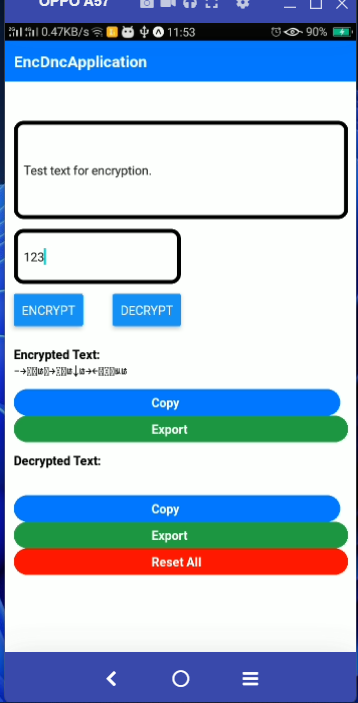 OPPO A57
0.47KB/s 11:53 90%
EncDncApplication
Test text for encryption.
123
ENCRYPT DECRYPT
Encrypted Text:
Copy
Export
Decrypted Text:
Copy
Export
Reset All